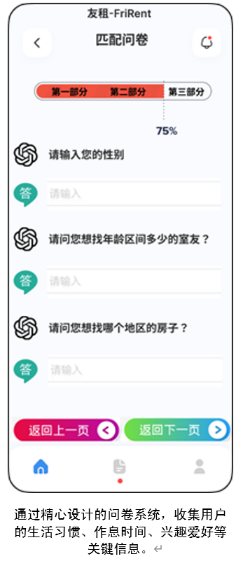 友租-FriRent
匹配问卷
第一部分 第二部分 第三部分
75%
请输入您的性别
答 请输入
请问您想找年龄区间多少的室友？
答 请输入
请问您想找哪个地区的房子？
答 请输入
返回上一页 返回下一页
通过精心设计的问卷系统，收集用户
的生活习惯、作息时间、兴趣爱好等
关键信息。